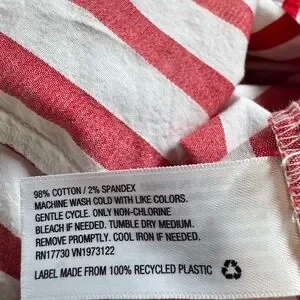 98% COTTON / 2% SPANDEX
MACHINE WASH COLD WITH LIKE COLORS.
GENTLE CYCLE. ONLY NON-CHLORINE
BLEACH IF NEEDED. TUMBLE DRY MEDIUM.
REMOVE PROMPTLY. COOL IRON IF NEEDED.
RN17730 VN1973122
LABEL MADE FROM 100% RECYCLED PLASTIC